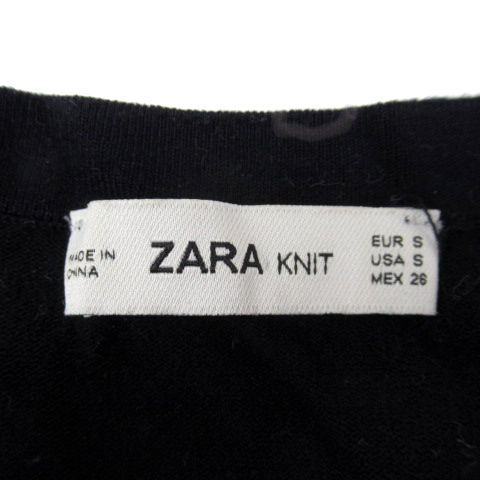 MADE IN
CHINA
ZARA KNIT
EUR S
USA S
MEX 26